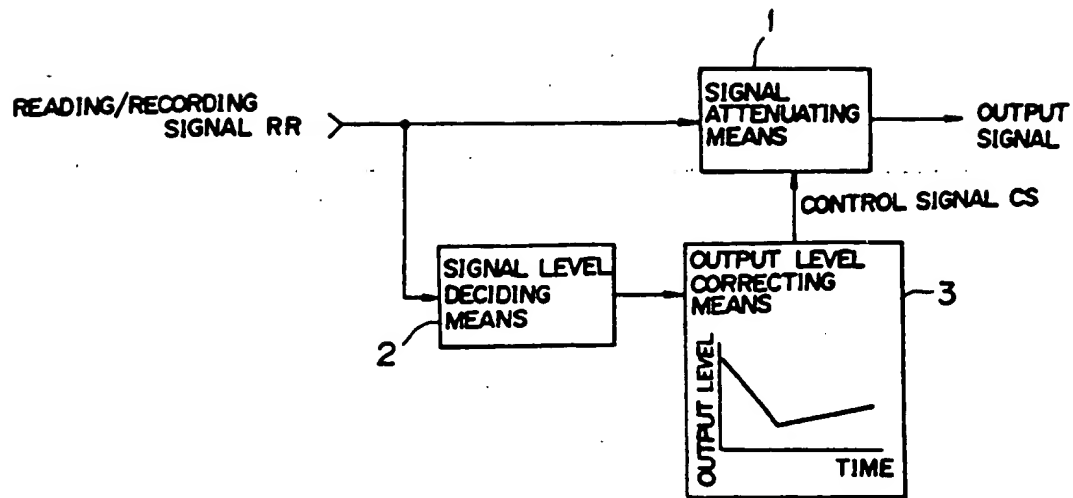 1
READING/RECORDING
SIGNAL RR
SIGNAL
ATTENUATING
MEANS
OUTPUT
SIGNAL
CONTROL SIGNAL CS
SIGNAL LEVEL
DECIDING
MEANS
2
OUTPUT LEVEL
CORRECTING
MEANS
3
OUTPUT LEVEL
TIME